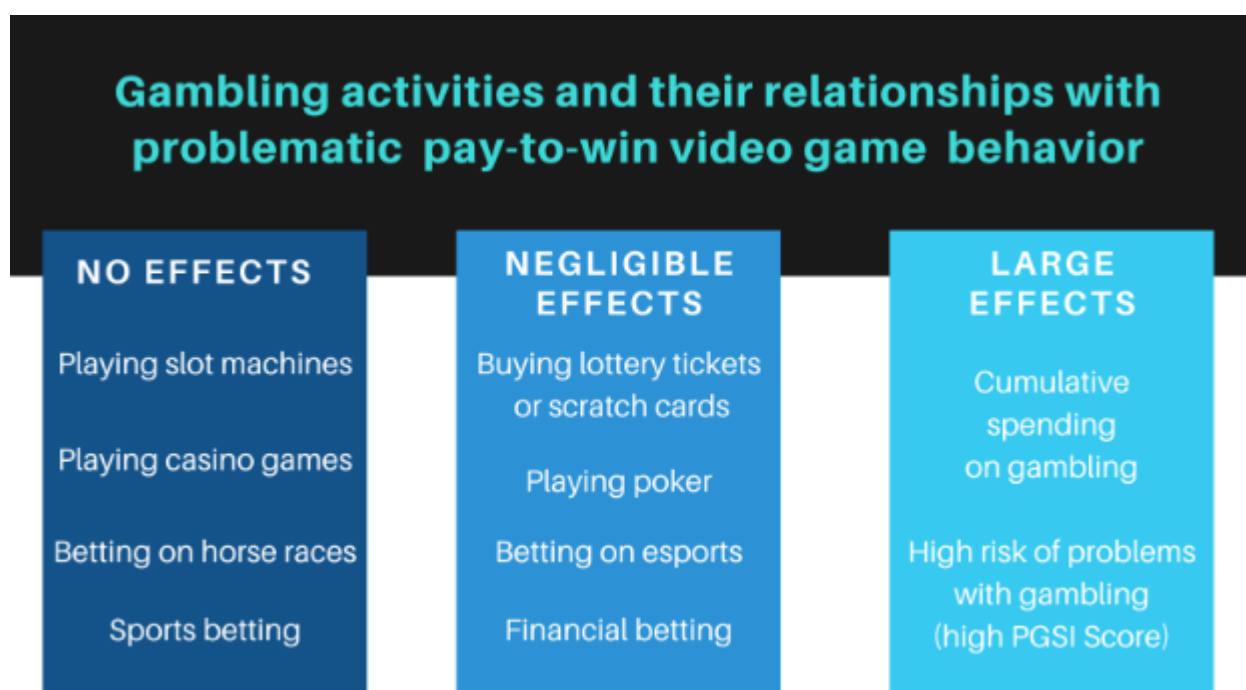 Gambling activities and their relationships with
problematic pay-to-win video game behavior
NO EFFECTS
Playing slot machines
Playing casino games
Betting on horse races
Sports betting
NEGLIGIBLE
EFFECTS
Buying lottery tickets
or scratch cards
Playing poker
Betting on esports
Financial betting
LARGE
EFFECTS
Cumulative
spending
on gambling
High risk of problems
with gambling
(high PGSI Score)